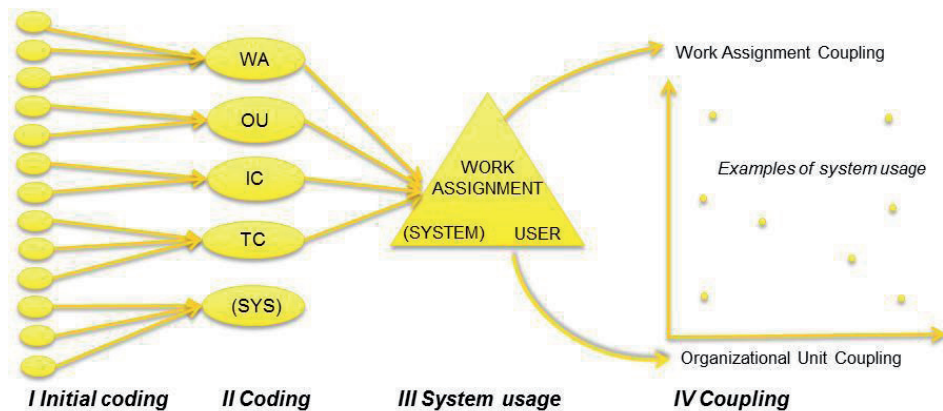 WA
OU
IC
TC
(SYS)
WORK
ASSIGNMENT
(SYSTEM) USER
Work Assignment Coupling
Examples of system usage
Organizational Unit Coupling
I Initial coding
II Coding
III System usage
IV Coupling